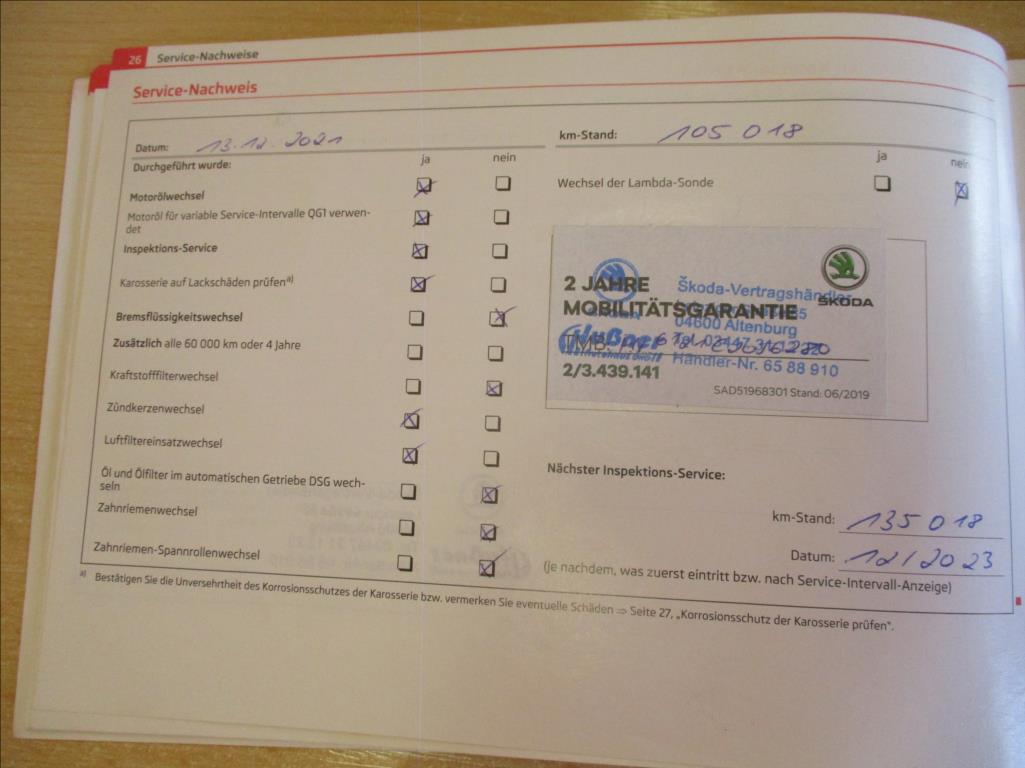 26 Service-Nachweise
Service-Nachweis
Datum: 13.12.2021
km-Stand: 105 018
Durchgeführt wurde:
ja nein
ja nein
Motorölwechsel
Wechsel der Lambda-Sonde
Motoröl für variable Service-Intervalle QG1 verwen-
det
Inspektions-Service
Karosserie auf Lackschäden prüfen a)
Bremsflüssigkeitswechsel
Zusätzlich alle 60 000 km oder 4 Jahre
Kraftstofffilterwechsel
Zündkerzenwechsel
Luftfiltereinsatzwechsel
Öl und Ölfilter im automatischen Getriebe DSG wech-
seln
Zahnriemenwechsel
Zahnriemen-Spannrollenwechsel
2 JAHRE
MOBILITÄTSGARANTIE
ŠKODA
Škoda-Vertragshändler
04600 Altenburg
Hußner
TMB
Händler-Nr. 65 88 910
2/3.439.141
SAD51968301 Stand: 06/2019
Nächster Inspektions-Service:
km-Stand: 135 018
Datum: 12/2023
(Je nachdem, was zuerst eintritt bzw. nach Service-Intervall-Anzeige)
a) Bestätigen Sie die Unversehrtheit des Korrosionsschutzes der Karosserie bzw. vermerken Sie eventuelle Schäden ⇒ Seite 27, „Korrosionsschutz der Karosserie prüfen“.